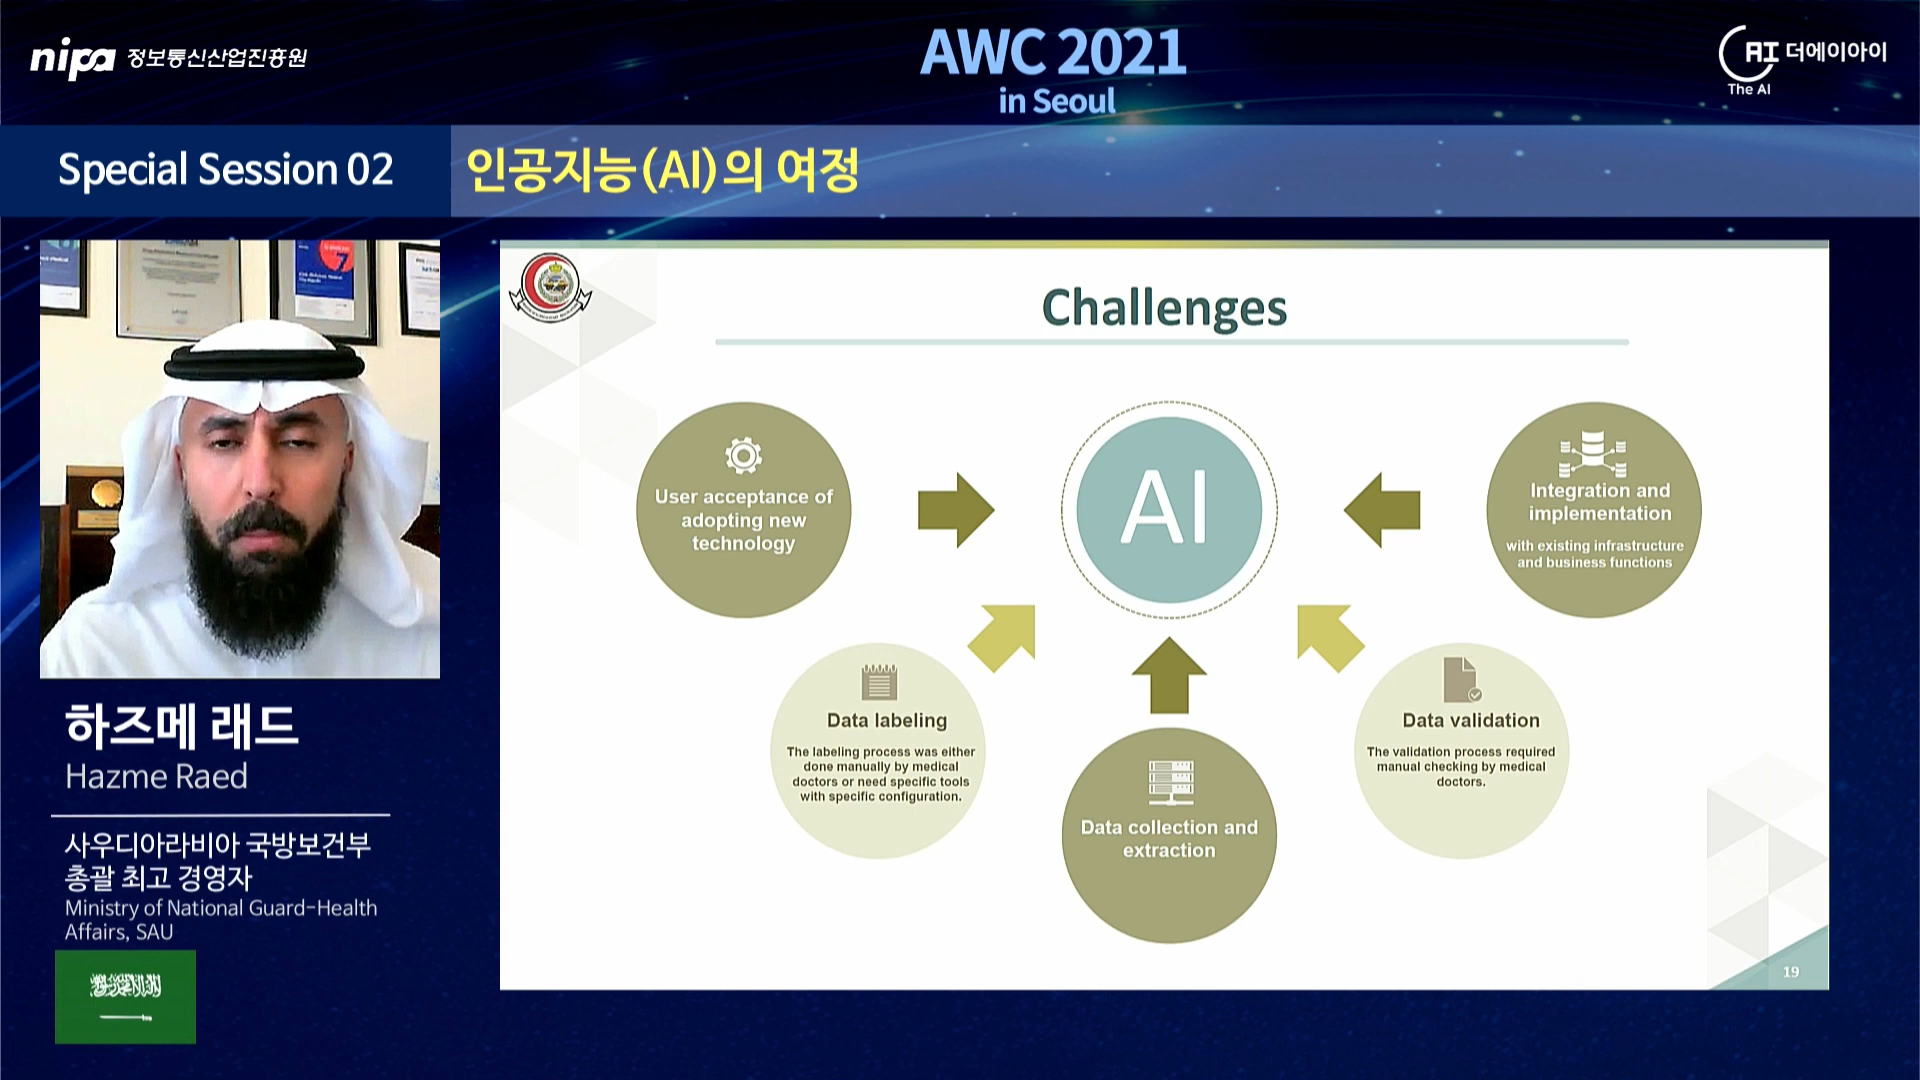 nipa 정보통신산업진흥원
AWC 2021
in Seoul
AI 더에이아이
The AI
Special Session 02
인공지능(AI)의 여정
하즈메 래드
Hazme Raed
사우디아라비아 국방보건부
총괄 최고 경영자
Ministry of National Guard-Health
Affairs, SAU
Challenges
User acceptance of
adopting new
technology
AI
Integration and
implementation
with existing infrastructure
and business functions
Data labeling
The labeling process was either
done manually by medical
doctors or need specific tools
with specific configuration.
Data collection and
extraction
Data validation
The validation process required
manual checking by medical
doctors.
19